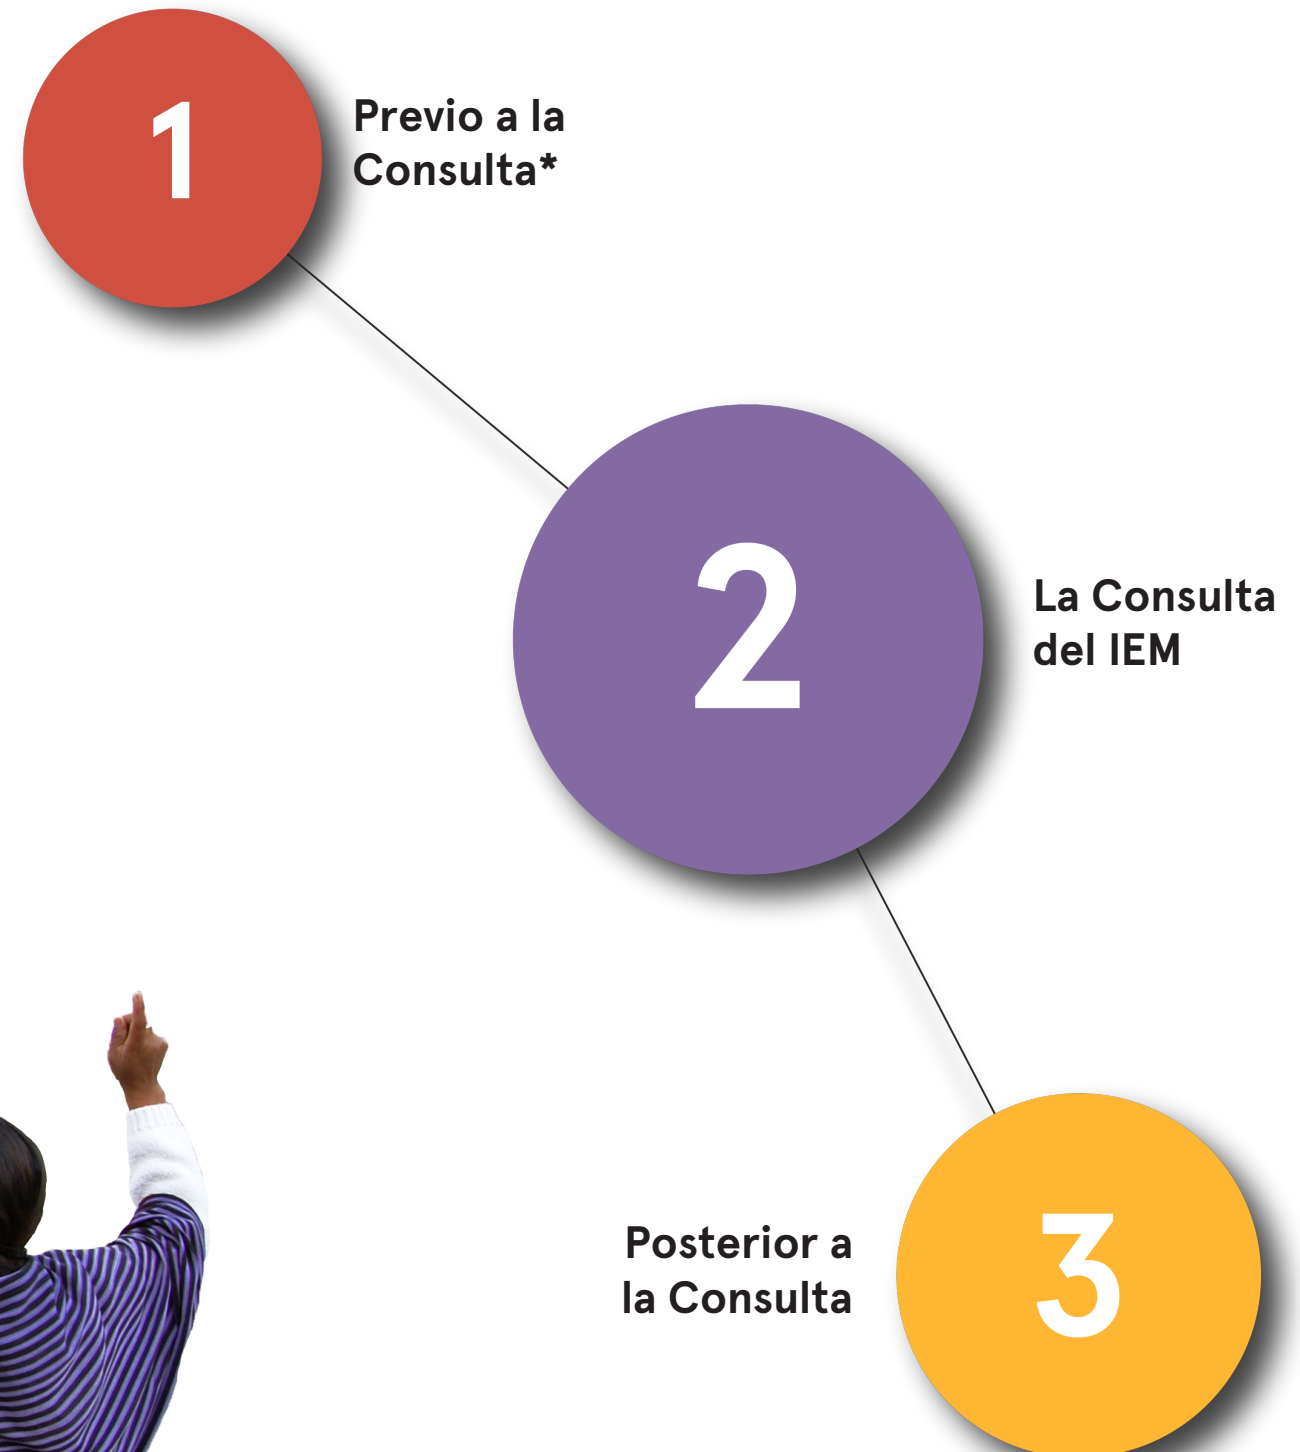 1
Previo a la
Consulta*
2
La Consulta
del IEM
3
Posterior a
la Consulta